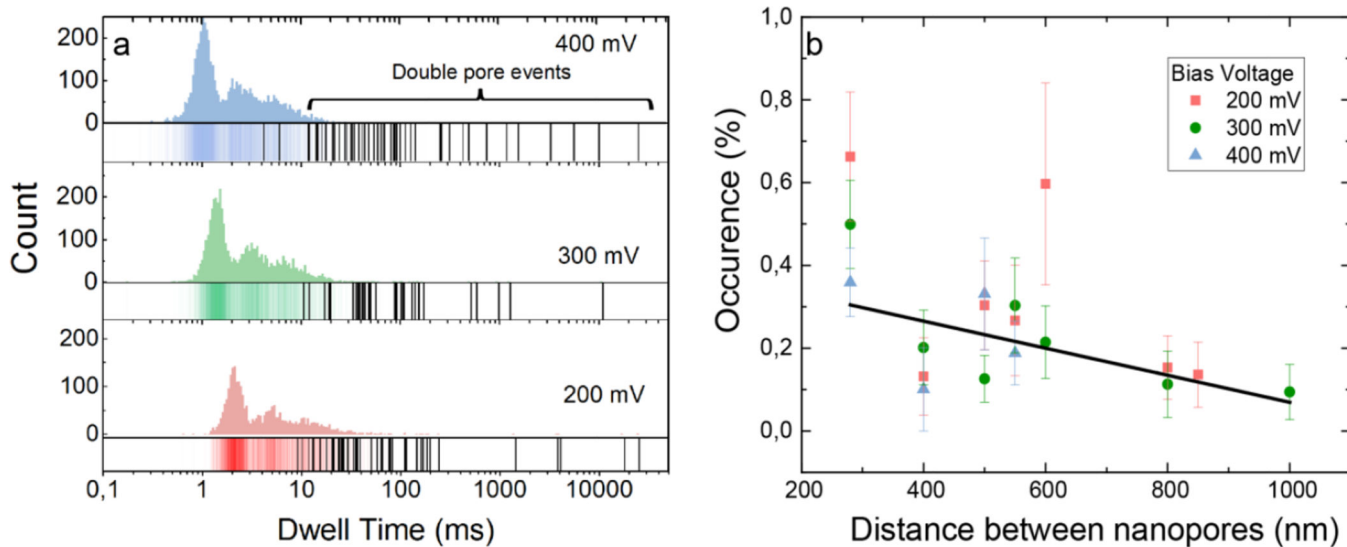 a
400 mV
Double pore events
200
100
0
300 mV
200
100
0
200 mV
200
100
0
Count
0,1 1 10 100 1000 10000
Dwell Time (ms)
b
1,0
0,8
0,6
0,4
0,2
0,0
Occurence (%)
Bias Voltage
200 mV
300 mV
400 mV
200 400 600 800 1000
Distance between nanopores (nm)